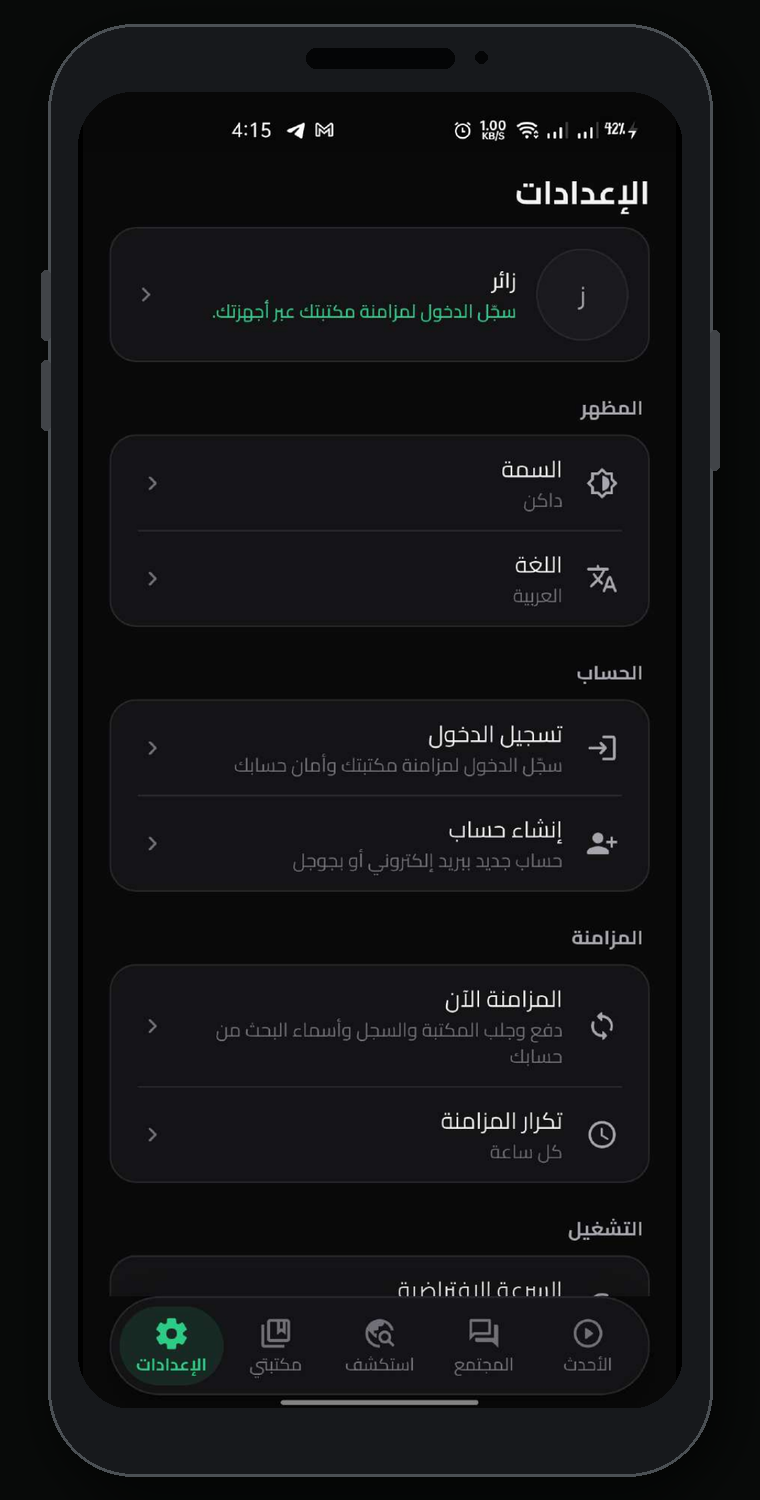 4:15
1.00 KB/S
42%
الإعدادات
ز
زائر
سجّل الدخول لمزامنة مكتبتك عبر أجهزتك.
المظهر
السمة
داكن
اللغة
العربية
الحساب
تسجيل الدخول
سجّل الدخول لمزامنة مكتبتك وأمان حسابك
إنشاء حساب
حساب جديد ببريد إلكتروني أو بجوجل
المزامنة
المزامنة الآن
دفع وجلب المكتبة والسجل وأسماء البحث من
حسابك
تكرار المزامنة
كل ساعة
التشغيل
السرعة الافتراضية
الأحدث
المجتمع
استكشف
مكتبتي
الإعدادات